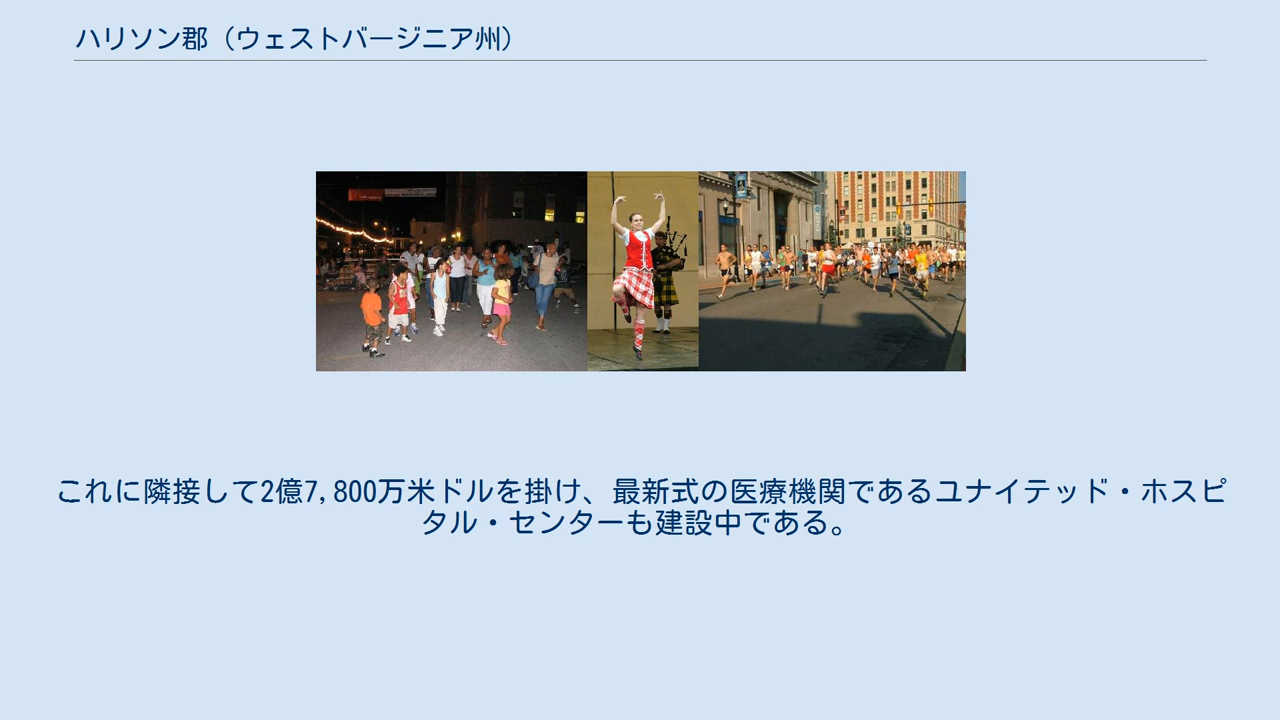 ハリソン郡（ウェストバージニア州）
これに隣接して2億7,800万米ドルを掛け、最新式の医療機関であるユナイテッド・ホスピ
タル・センターも建設中である。